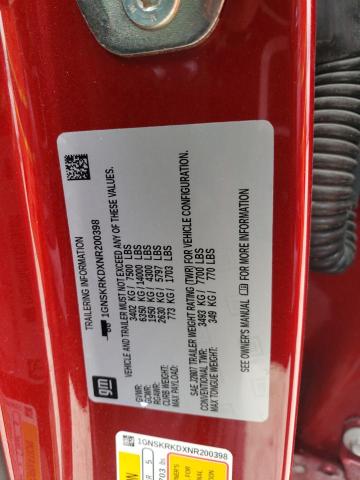 TRAILERING INFORMATION
1GNSKRKDXNR200398
VEHICLE AND TRAILER MUST NOT EXCEED ANY OF THESE VALUES.
GVWR: 3402 KG / 7500 LBS
GCWR: 6350 KG / 14000 LBS
RGAWR: 1950 KG / 4300 LBS
CURB WEIGHT: 2630 KG / 5797 LBS
MAX PAYLOAD: 773 KG / 1703 LBS
SAE J2807 TRAILER WEIGHT RATING (TWR) FOR VEHICLE CONFIGURATION.
CONVENTIONAL TWR: 3493 KG / 7700 LBS
MAX TONGUE WEIGHT: 349 KG / 770 LBS
SEE OWNER'S MANUAL FOR MORE INFORMATION
gm
1GNSKRKDXNR200398
5
703 lbs